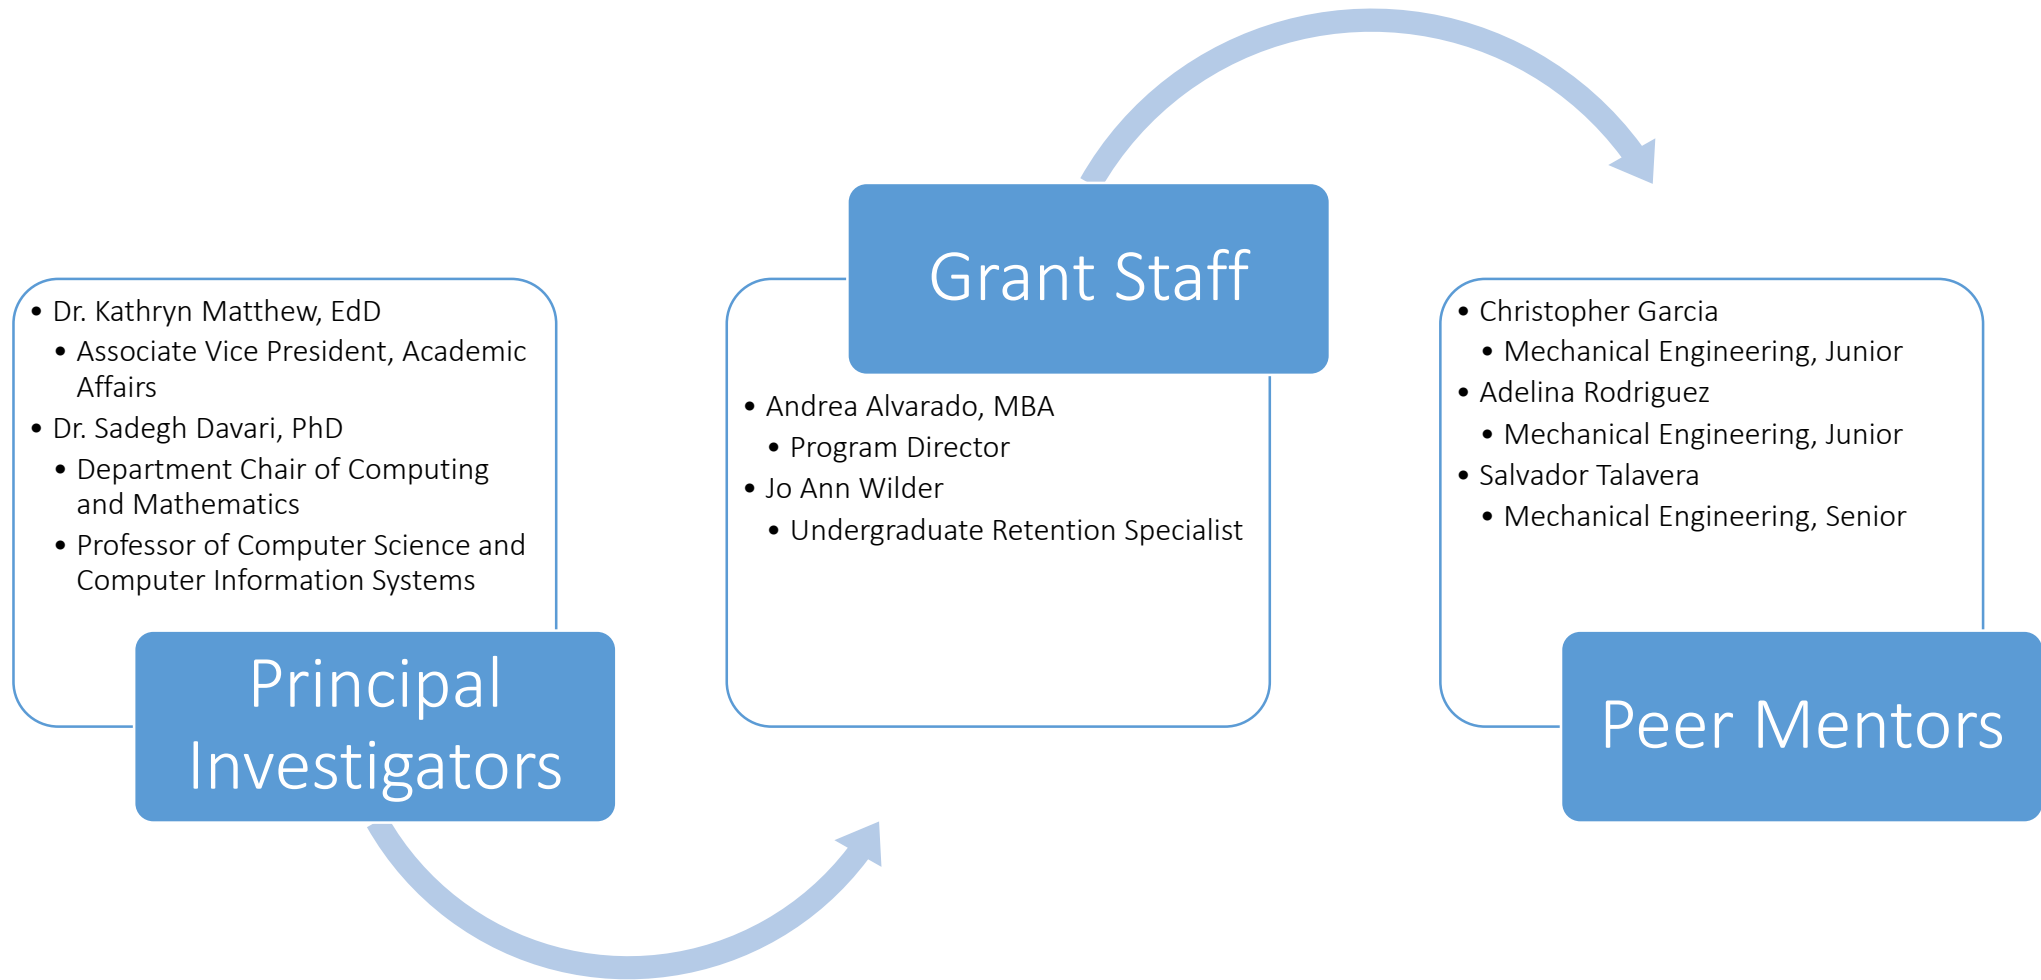 • Dr. Kathryn Matthew, EdD
• Associate Vice President, Academic
Affairs
• Dr. Sadegh Davari, PhD
• Department Chair of Computing
and Mathematics
• Professor of Computer Science and
Computer Information Systems
Principal
Investigators
Grant Staff
• Andrea Alvarado, MBA
• Program Director
• Jo Ann Wilder
• Undergraduate Retention Specialist
• Christopher Garcia
• Mechanical Engineering, Junior
• Adelina Rodriguez
• Mechanical Engineering, Junior
• Salvador Talavera
• Mechanical Engineering, Senior
Peer Mentors